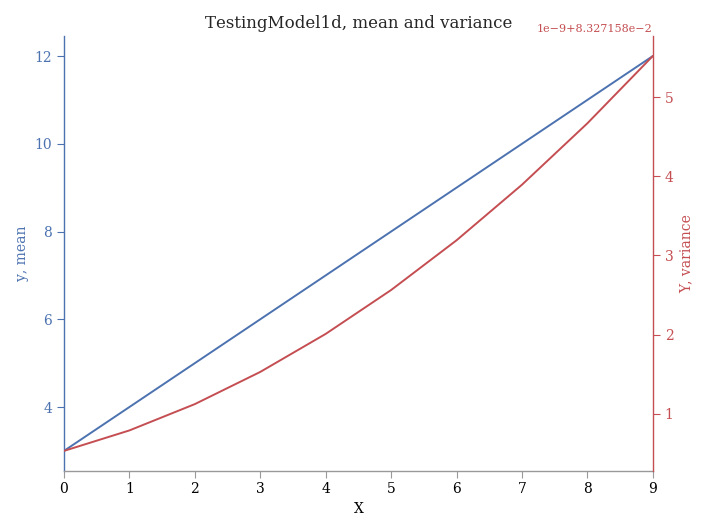 TestingModel1d, mean and variance
1e−9+8.327158e−2
12
10
8
6
4
y, mean
5
4
3
2
1
Y, variance
0 1 2 3 4 5 6 7 8 9
X